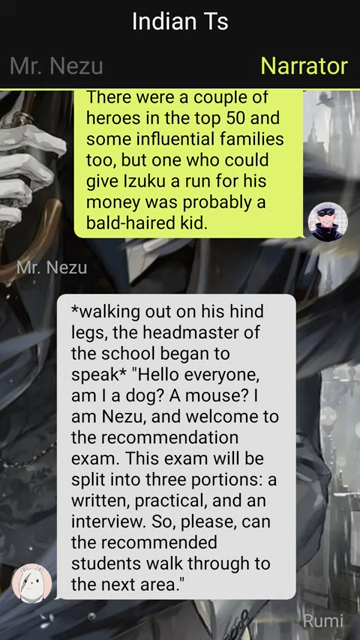 Indian Ts
Mr. Nezu
Narrator
There were a couple of
heroes in the top 50 and
some influential families
too, but one who could
give Izuku a run for his
money was probably a
bald-haired kid.
Mr. Nezu
*walking out on his hind
legs, the headmaster of
the school began to
speak* "Hello everyone,
am I a dog? A mouse? I
am Nezu, and welcome to
the recommendation
exam. This exam will be
split into three portions: a
written, practical, and an
interview. So, please, can
the recommended
students walk through to
the next area."
Rumi